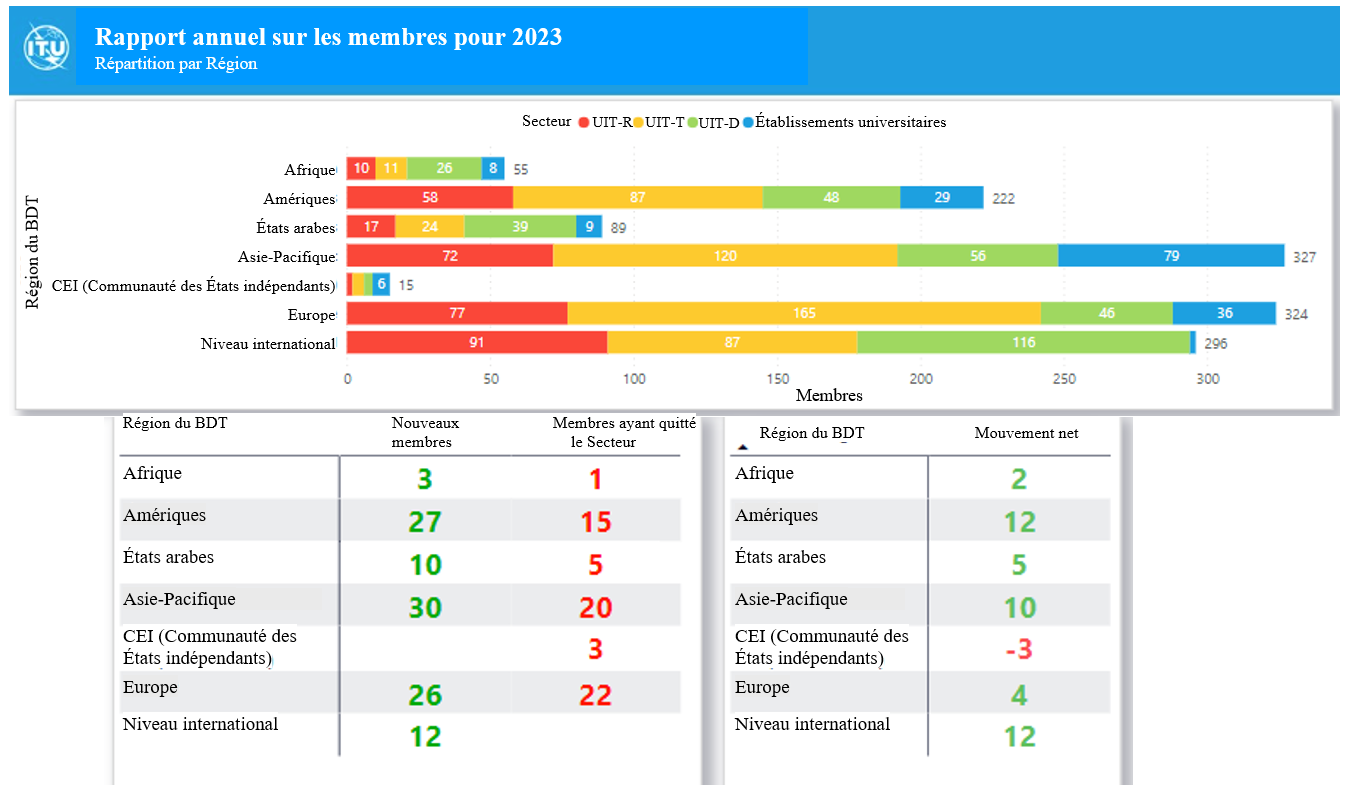 ITU
Rapport annuel sur les membres pour 2023
Répartition par Région
Secteur UIT-R UIT-T UIT-D Établissements universitaires
Région du BDT
Afrique 10 11 26 8 55
Amériques 58 87 48 29 222
États arabes 17 24 39 9 89
Asie-Pacifique 72 120 56 79 327
CEI (Communauté des États indépendants) 6 15
Europe 77 165 46 36 324
Niveau international 91 87 116 296
0 50 100 150 200 250 300
Membres
Région du BDT Nouveaux membres Membres ayant quitté le Secteur
Afrique 3 1
Amériques 27 15
États arabes 10 5
Asie-Pacifique 30 20
CEI (Communauté des
États indépendants) 3
Europe 26 22
Niveau international 12
Région du BDT Mouvement net
Afrique 2
Amériques 12
États arabes 5
Asie-Pacifique 10
CEI (Communauté des
États indépendants) -3
Europe 4
Niveau international 12